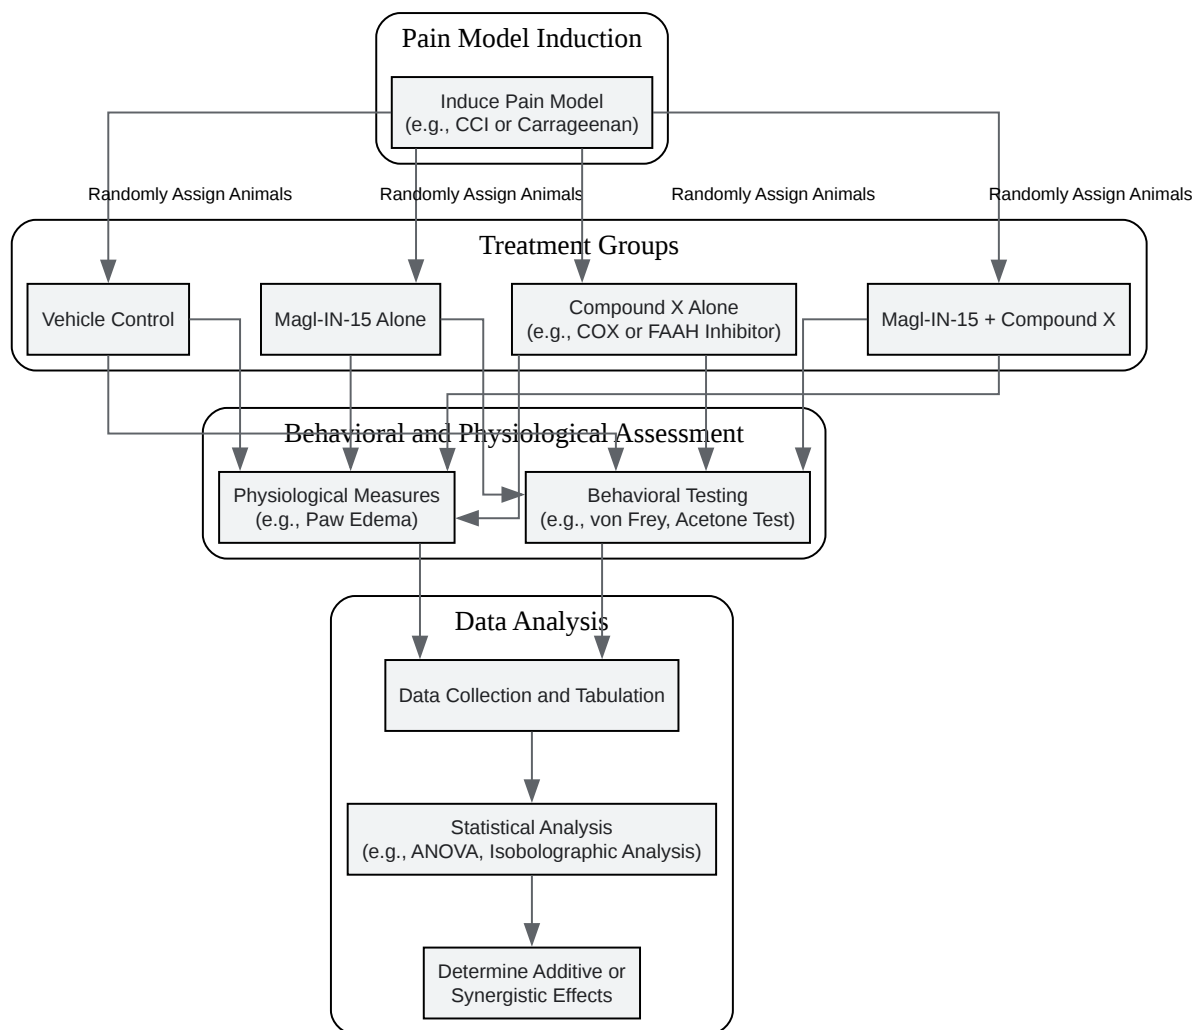 Pain Model Induction
Induce Pain Model
(e.g., CCI or Carrageenan)
Randomly Assign Animals
Randomly Assign Animals
Randomly Assign Animals
Randomly Assign Animals
Treatment Groups
Vehicle Control
Magl-IN-15 Alone
Compound X Alone
(e.g., COX or FAAH Inhibitor)
Magl-IN-15 + Compound X
Behavioral and Physiological Assessment
Physiological Measures
(e.g., Paw Edema)
Behavioral Testing
(e.g., von Frey, Acetone Test)
Data Analysis
Data Collection and Tabulation
Statistical Analysis
(e.g., ANOVA, Isobolographic Analysis)
Determine Additive or
Synergistic Effects